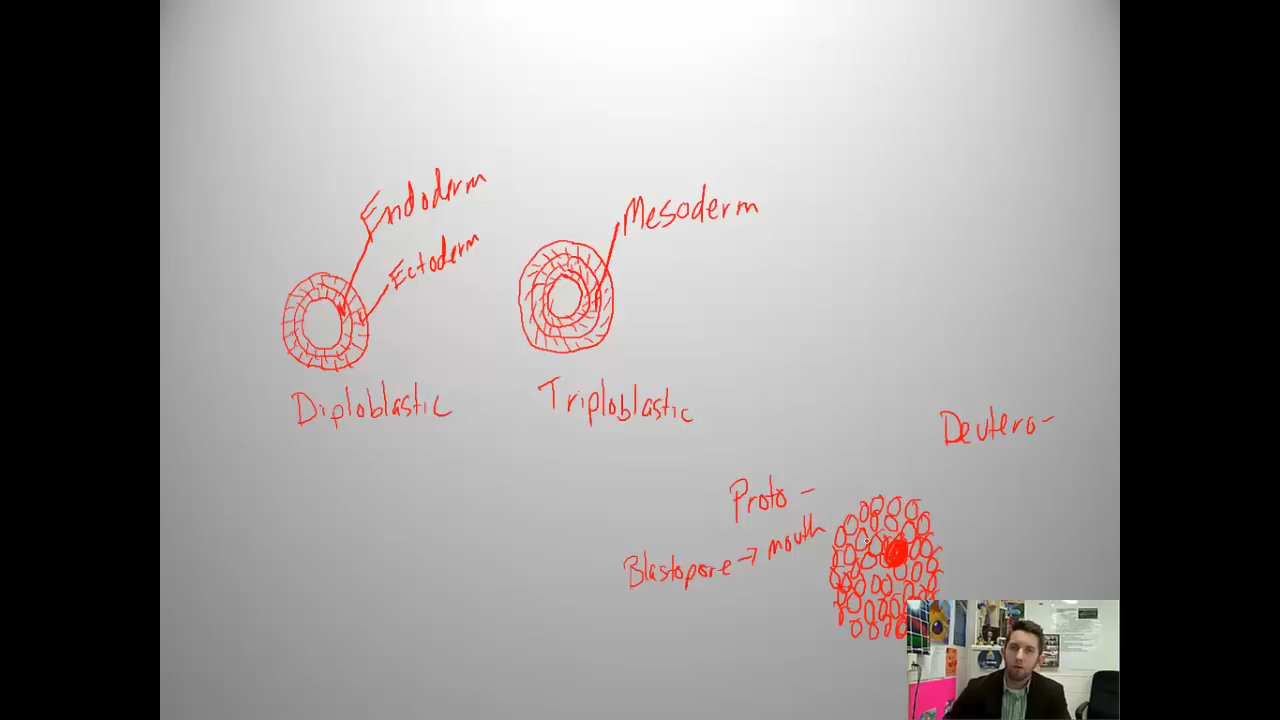 Endoderm
Ectoderm
Mesoderm
Diploblastic
Triploblastic
Deutero-
Proto -
Blastopore → mouth